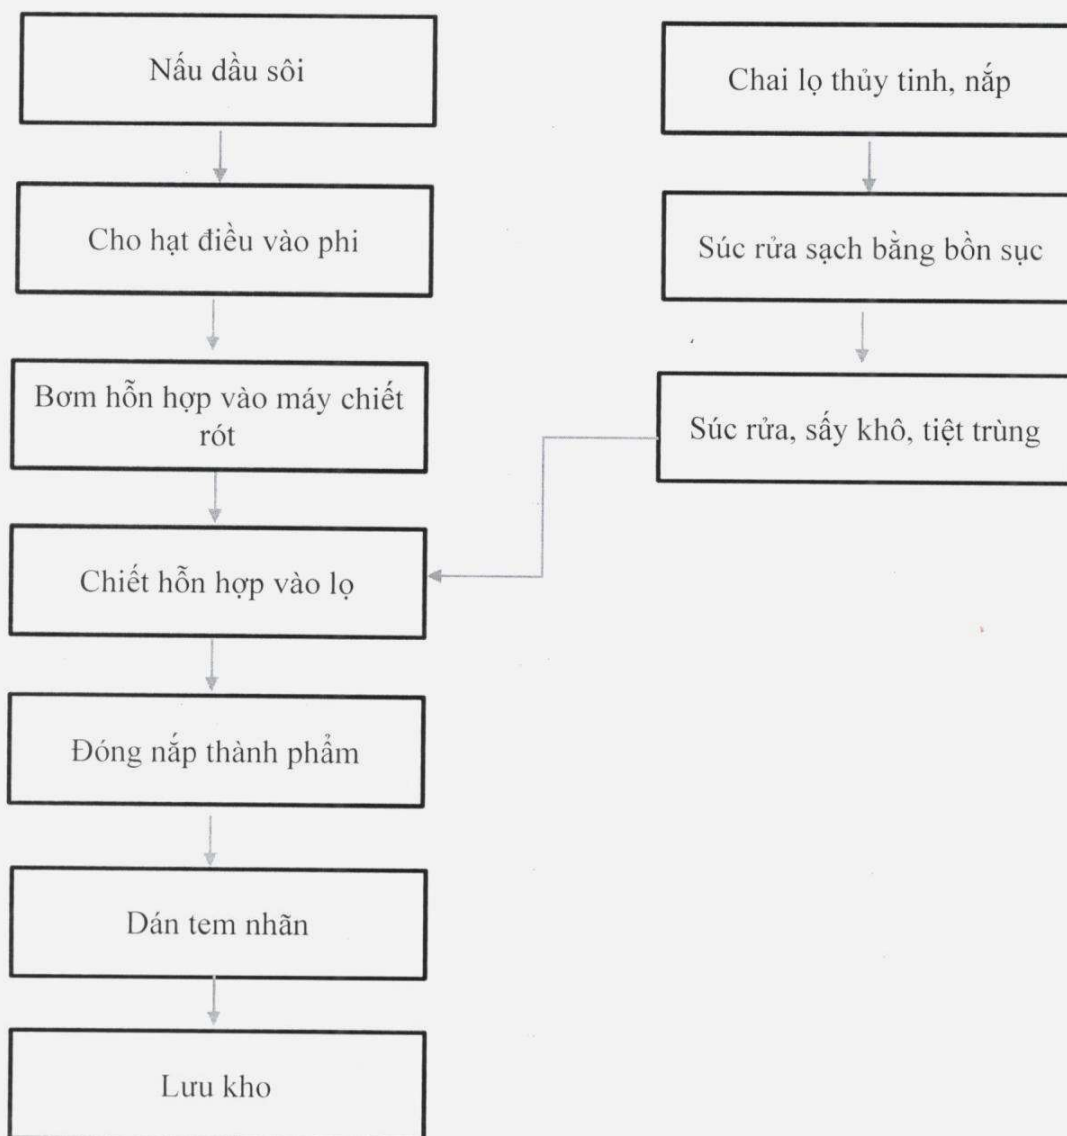 Nấu dầu sôi
Cho hạt điều vào phi
Bơm hỗn hợp vào máy chiết
rót
Chiết hỗn hợp vào lọ
Đóng nắp thành phẩm
Dán tem nhãn
Lưu kho
Chai lọ thủy tinh, nắp
Súc rửa sạch bằng bồn sục
Súc rửa, sấy khô, tiệt trùng